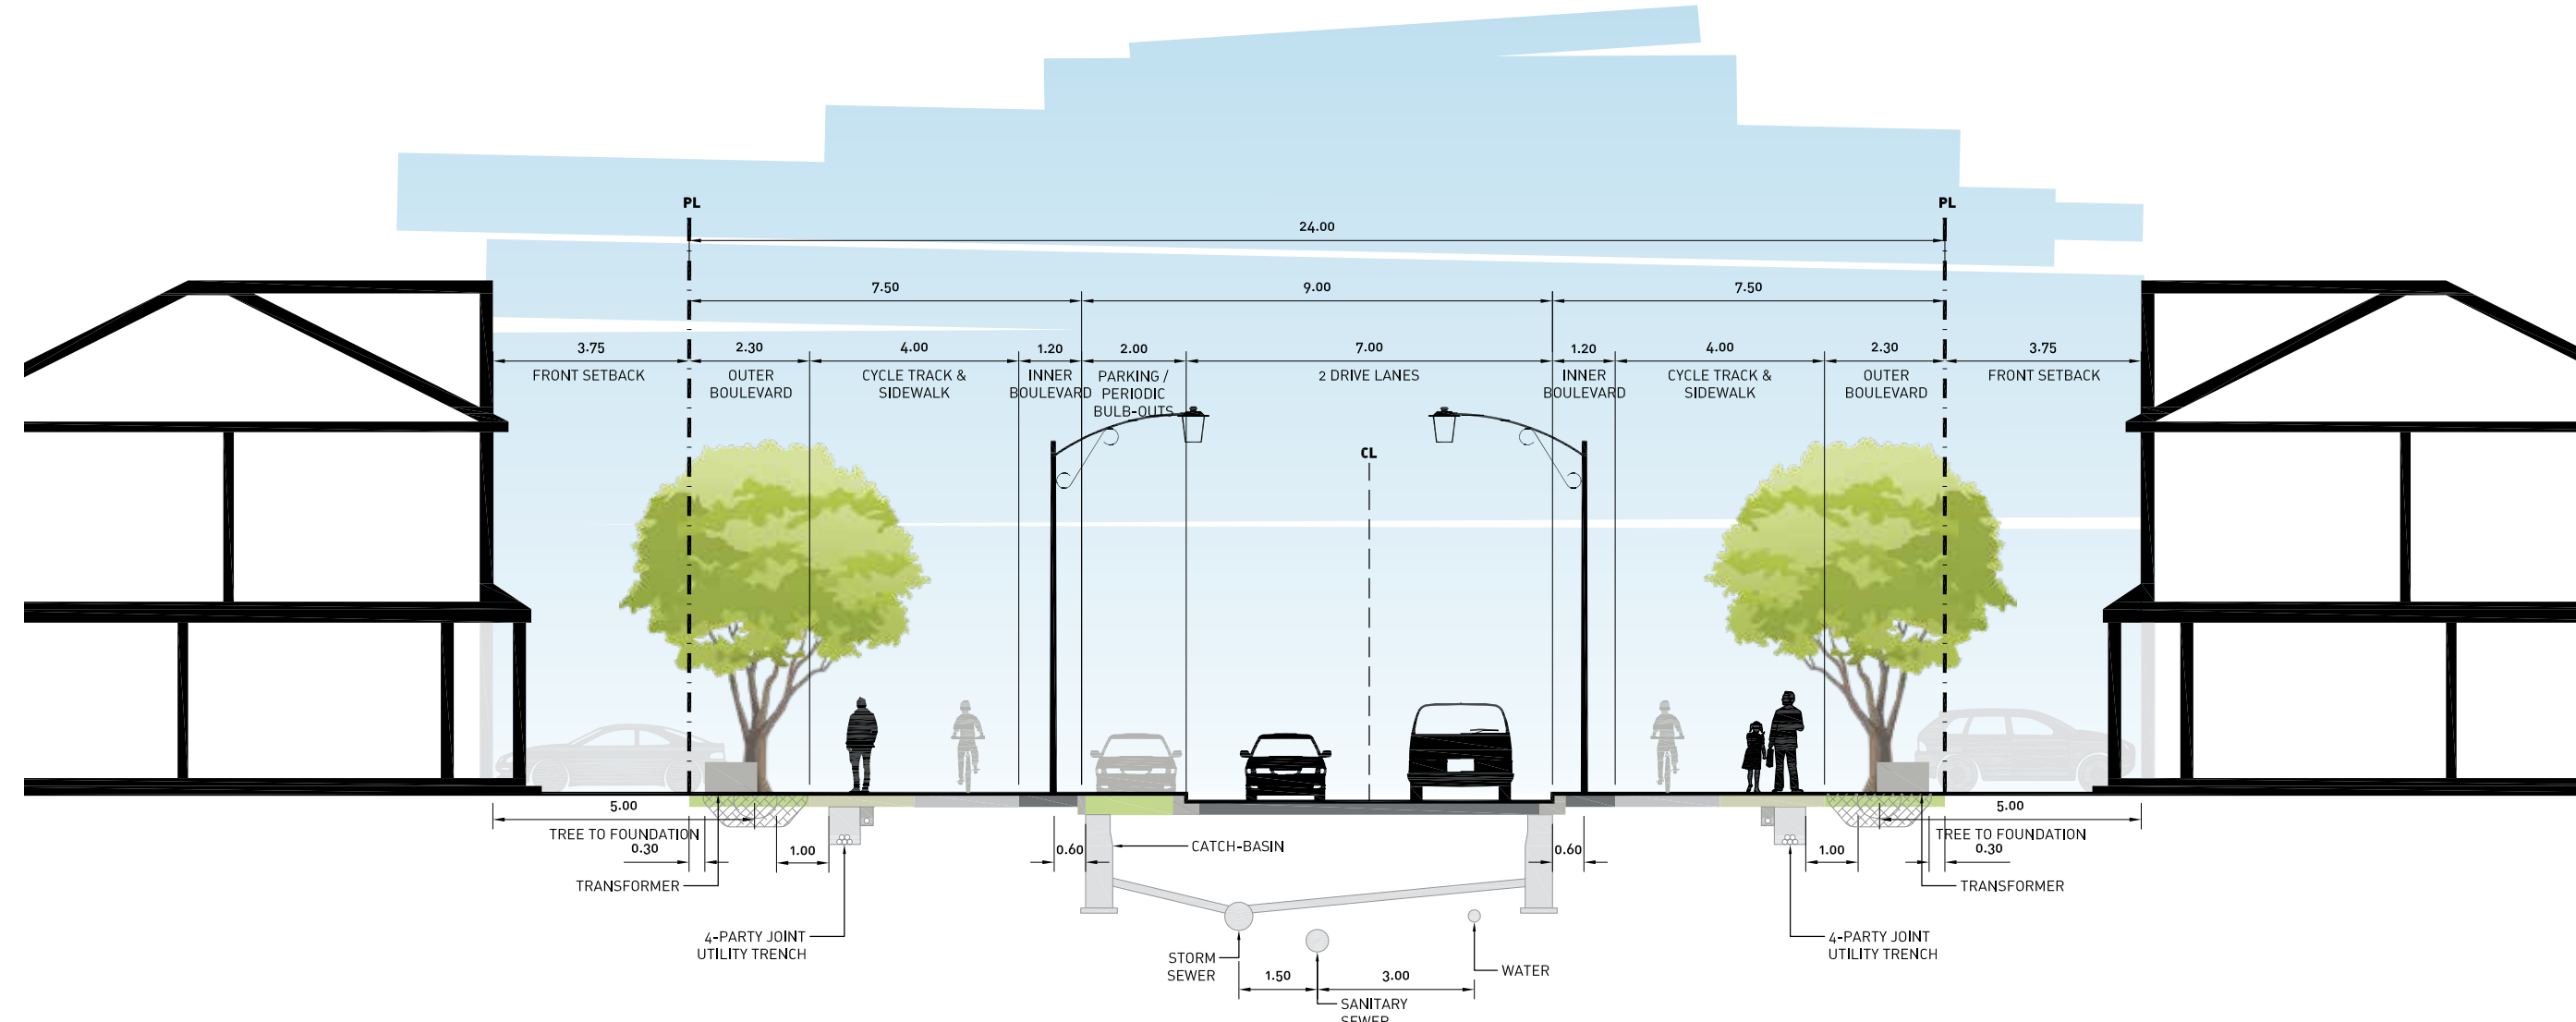 PL
PL
24.00
7.50
9.00
7.50
3.75
2.30
4.00
1.20
2.00
7.00
1.20
4.00
2.30
3.75
FRONT SETBACK
OUTER
BOULEVARD
CYCLE TRACK &
SIDEWALK
INNER
BOULEVARD
PARKING /
PERIODIC
BULB-OUTS
2 DRIVE LANES
INNER
BOULEVARD
CYCLE TRACK &
SIDEWALK
OUTER
BOULEVARD
FRONT SETBACK
CL
5.00
TREE TO FOUNDATION
0.30
1.00
0.60
CATCH-BASIN
0.60
1.00
5.00
TREE TO FOUNDATION
0.30
TRANSFORMER
TRANSFORMER
4-PARTY JOINT
UTILITY TRENCH
4-PARTY JOINT
UTILITY TRENCH
STORM
SEWER
1.50
3.00
WATER
SANITARY
SEWER